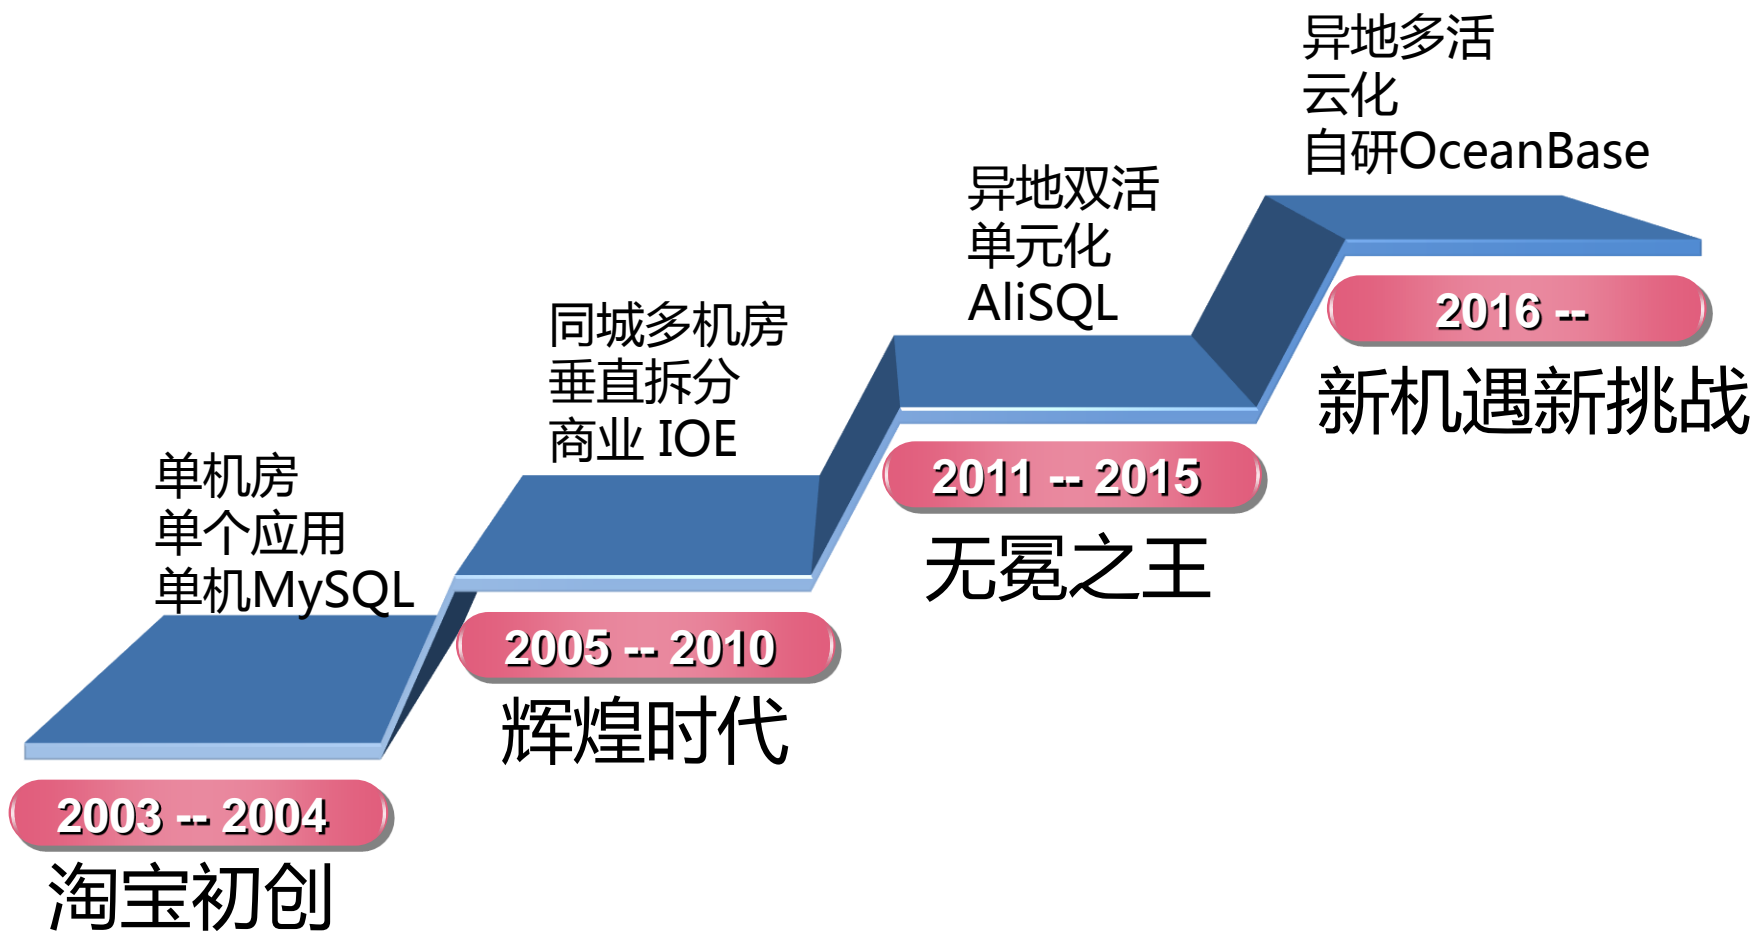 单机房
单个应用
单机MySQL
2003 -- 2004
淘宝初创
同城多机房
垂直拆分
商业 IOE
2005 -- 2010
辉煌时代
异地双活
单元化
AliSQL
2011 -- 2015
无冕之王
异地多活
云化
自研OceanBase
2016 --
新机遇新挑战